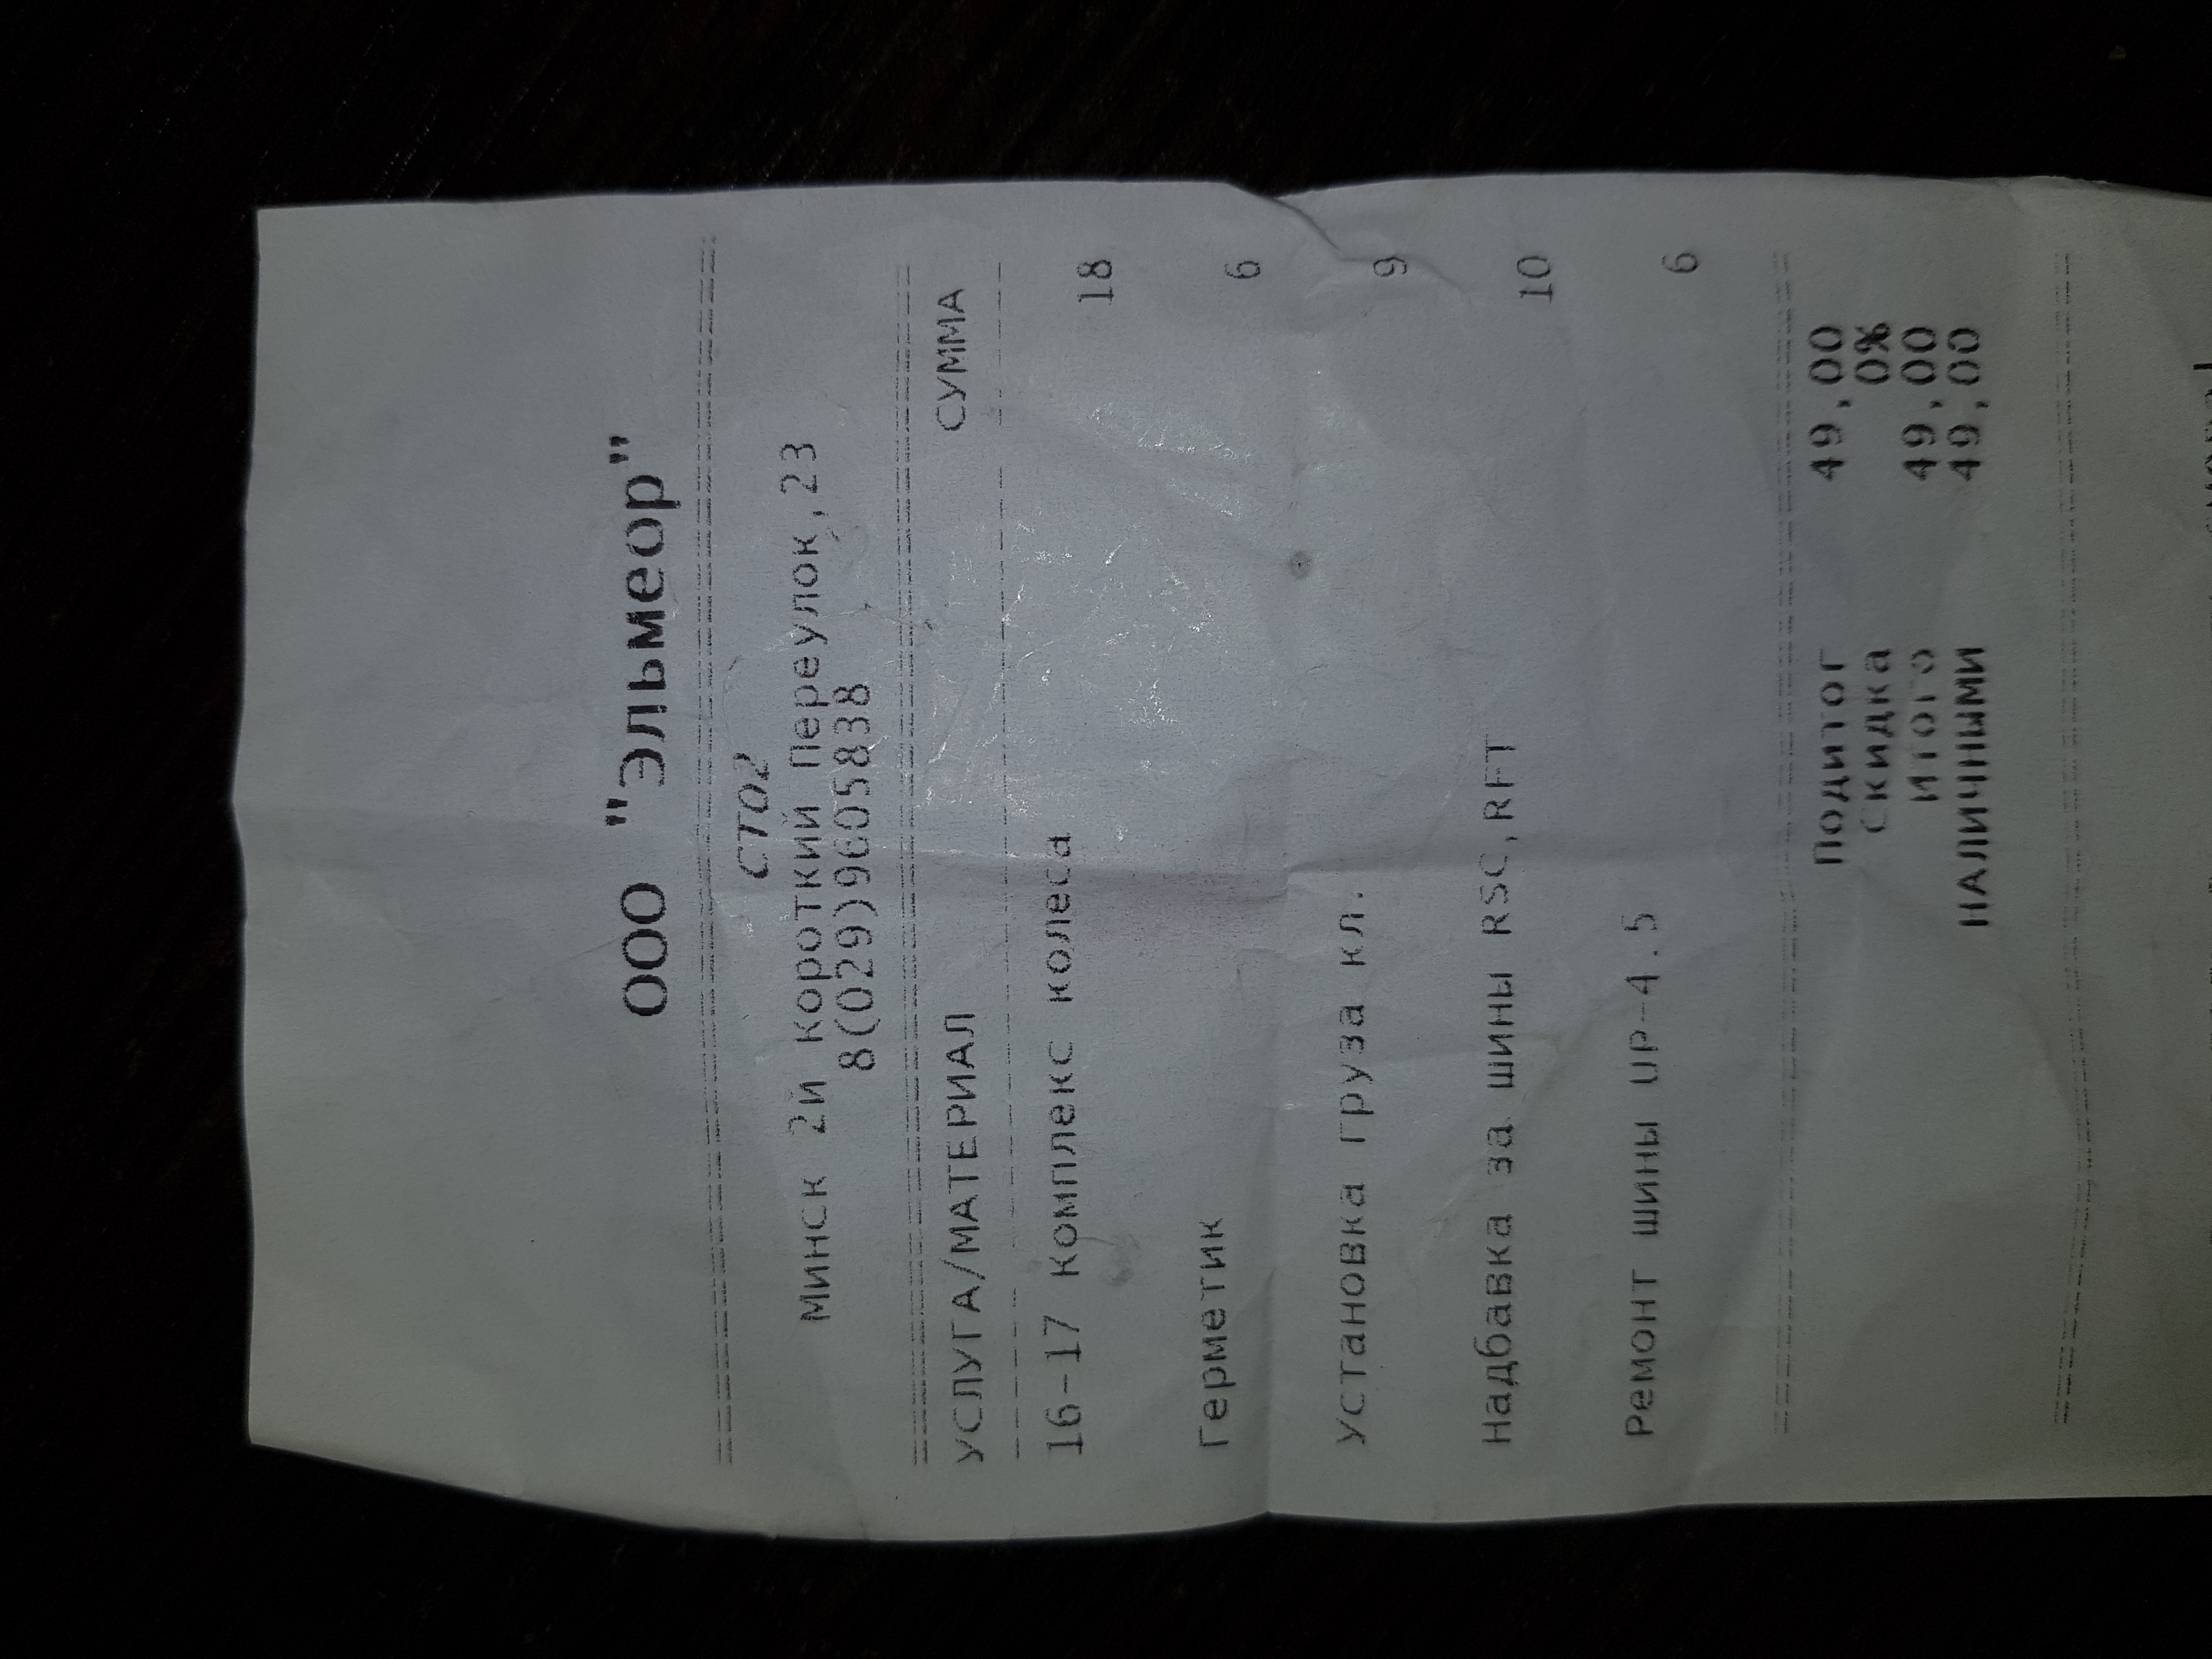 ООО "Эльмеор"
СТО2
Минск 2й Короткий Переулок,23
8(029)9605838
УСЛУГА/МАТЕРИАЛ СУММА
16-17 Комплекс колеса 18
Герметик 6
Установка груза кл. 9
Надбавка за шины RSC,RFT 10
Ремонт шины UP-4.5 6
Подитог 49,00
Скидка 0%
Итого 49,00
НАЛИЧНЫМИ 49,00